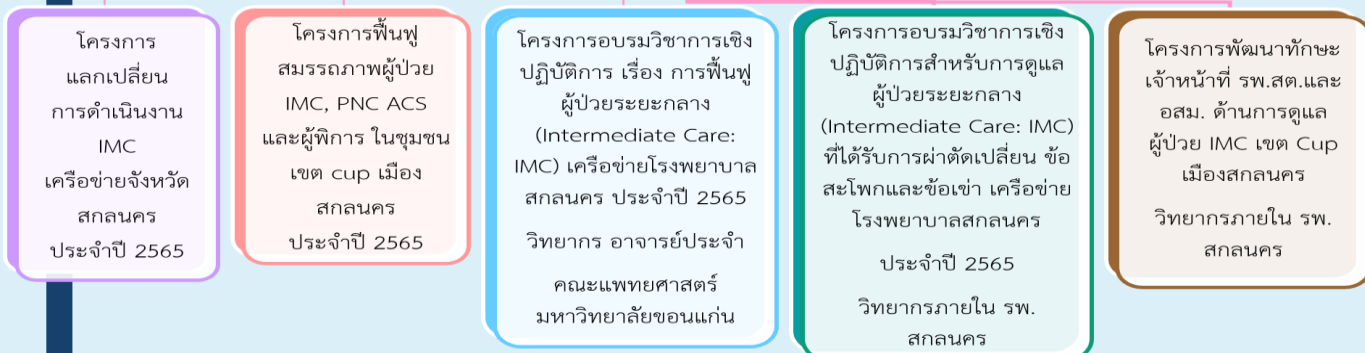 โครงการ
แลกเปลี่ยน
การดำเนินงาน
IMC
เครือข่ายจังหวัด
สกลนคร
ประจำปี 2565
โครงการฟื้นฟู
สมรรถภาพผู้ป่วย
IMC, PNC ACS
และผู้พิการ ในชุมชน
เขต cup เมือง
สกลนคร
ประจำปี 2565
โครงการอบรมวิชาการเชิง
ปฏิบัติการ เรื่อง การฟื้นฟู
ผู้ป่วยระยะกลาง
(Intermediate Care:
IMC) เครือข่ายโรงพยาบาล
สกลนคร ประจำปี 2565
วิทยากร อาจารย์ประจำ
คณะแพทยศาสตร์
มหาวิทยาลัยขอนแก่น
โครงการอบรมวิชาการเชิง
ปฏิบัติการสำหรับการดูแล
ผู้ป่วยระยะกลาง
(Intermediate Care: IMC)
ที่ได้รับการผ่าตัดเปลี่ยน ข้อ
สะโพกและข้อเข่า เครือข่าย
โรงพยาบาลสกลนคร
ประจำปี 2565
วิทยากรภายใน รพ.
สกลนคร
โครงการพัฒนาทักษะ
เจ้าหน้าที่ รพ.สต.และ
อสม. ด้านการดูแล
ผู้ป่วย IMC เขต Cup
เมืองสกลนคร
วิทยากรภายใน รพ.
สกลนคร